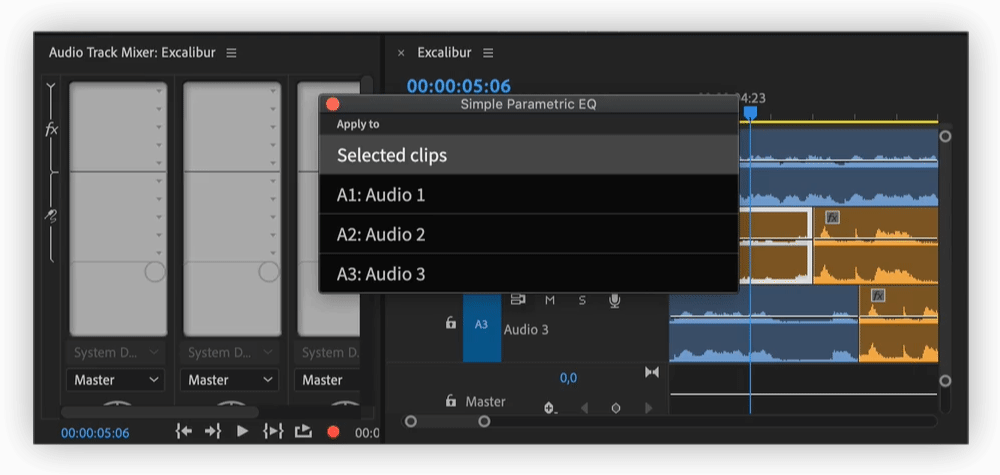 Audio Track Mixer: Excalibur
Excalibur
00:00:05:06
4:23
Simple Parametric EQ
Apply to
Selected clips
A1: Audio 1
A2: Audio 2
A3: Audio 3
fx
fx
fx
M S
A3
Audio 3
System D...
System D...
System D.
Master
Master
Master
0,0
Master
00:00:05:06
00:0